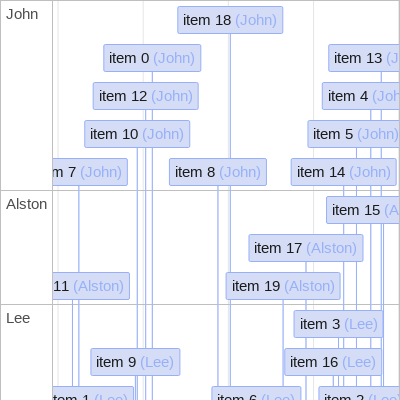 John
item 18 (John)
item 0 (John)
item 13 (J
item 12 (John)
item 4 (Joh
item 10 (John)
item 5 (John)
m 7 (John)
item 8 (John)
item 14 (John)
Alston
item 15 (A
item 17 (Alston)
11 (Alston)
item 19 (Alston)
Lee
item 3 (Lee)
item 9 (Lee)
item 16 (Lee)
tem 1 (Lee)
item 6 (Lee)
item 2 (Lee